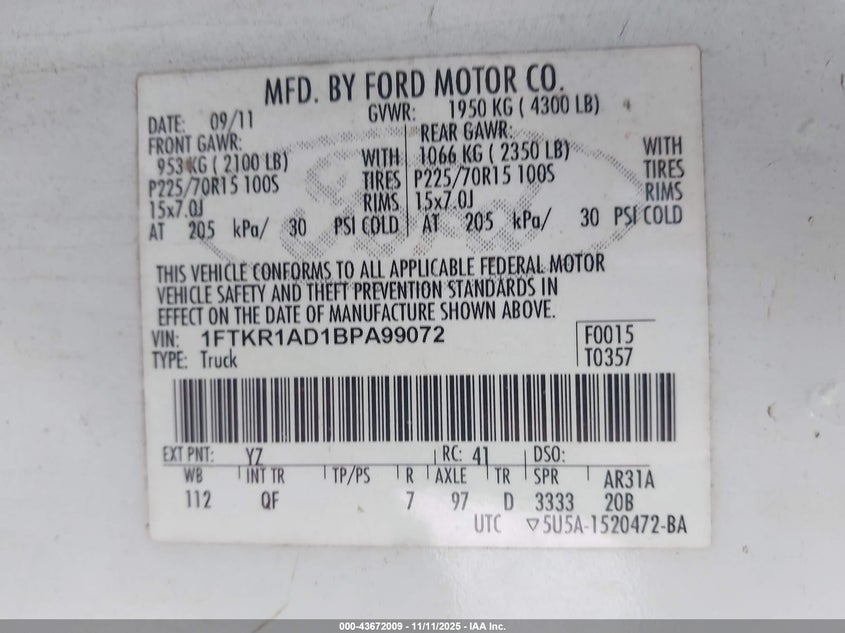 MFD. BY FORD MOTOR CO.
DATE: 09/11 GVWR: 1950 KG ( 4300 LB)
FRONT GAWR: REAR GAWR:
953 KG ( 2100 LB) WITH 1066 KG ( 2350 LB) WITH
P225/70R15 100S TIRES P225/70R15 100S TIRES
15x7.0J RIMS 15x7.0J RIMS
AT 205 kPa/ 30 PSI COLD AT 205 kPa/ 30 PSI COLD
THIS VEHICLE CONFORMS TO ALL APPLICABLE FEDERAL MOTOR
VEHICLE SAFETY AND THEFT PREVENTION STANDARDS IN
EFFECT ON THE DATE OF MANUFACTURE SHOWN ABOVE.
VIN: 1FTKR1AD1BPA99072 F0015
TYPE: Truck T0357
EXT PNT: YZ RC: 41 DSO:
WB INT TR TP/PS R AXLE TR SPR AR31A
112 QF 7 97 D 3333 20B
UTC ▽5U5A-1520472-BA
000-43672009 - 11/11/2025 - IAA Inc.